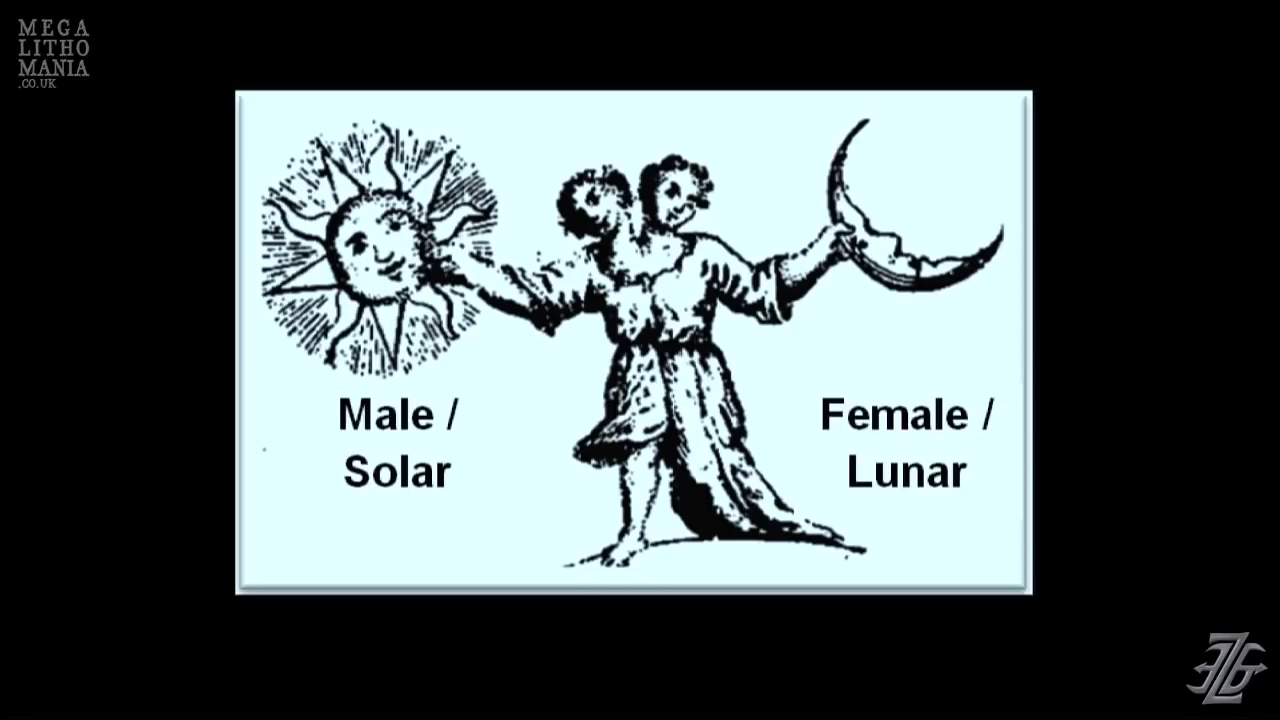 MEGA
LITHO
MANIA
.CO.UK
Male /
Solar
Female /
Lunar